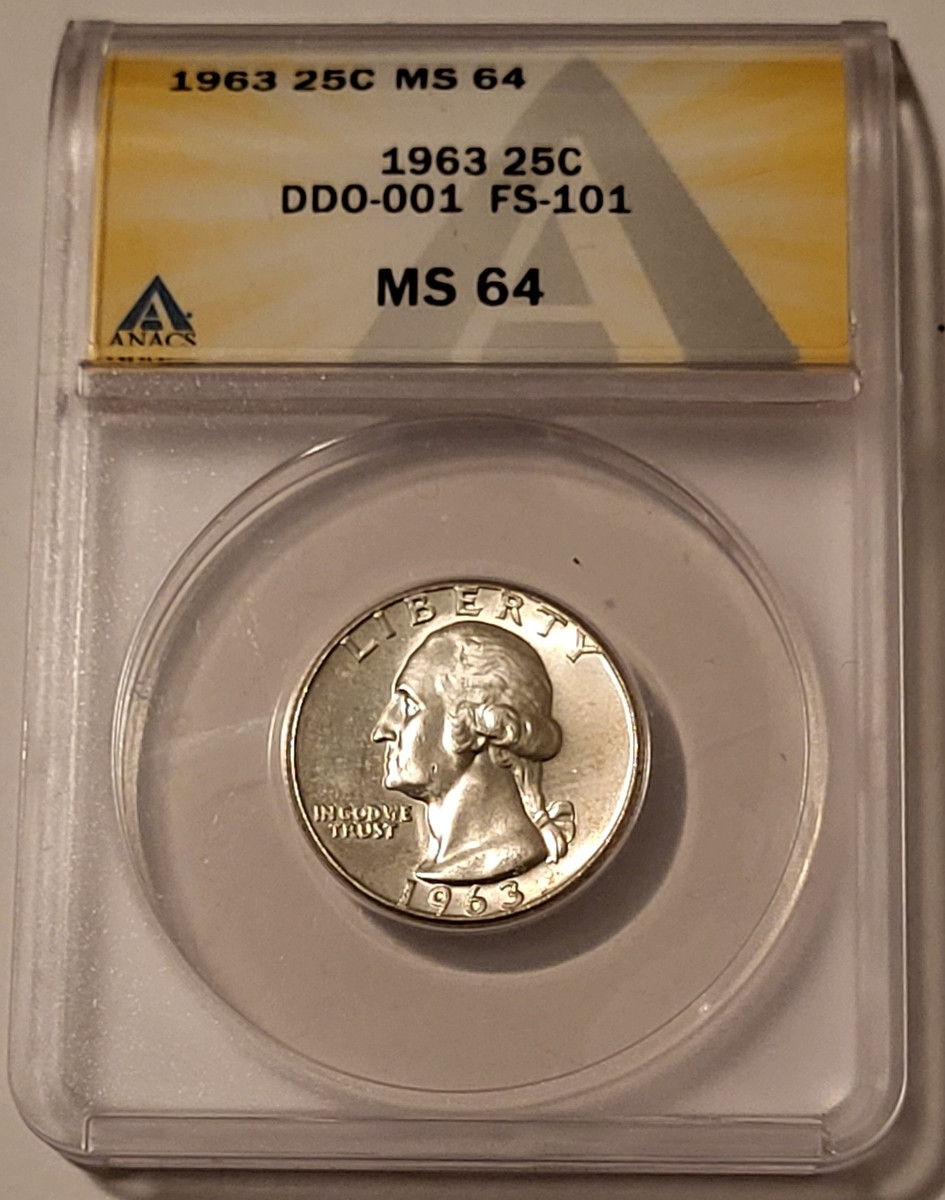 1963 25C MS 64
1963 25C
DDO-001 FS-101
MS 64
ANACS
LIBERTY
IN GOD WE
TRUST
1963